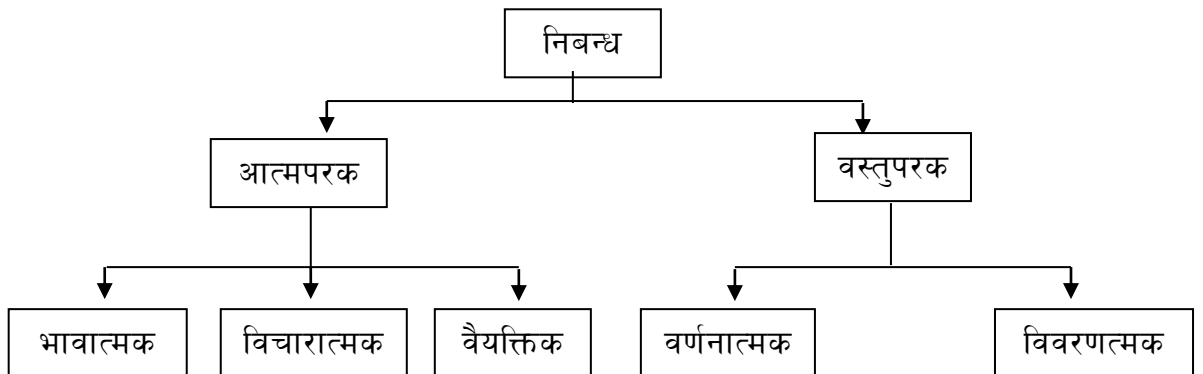 निबन्ध
आत्मपरक
वस्तुपरक
भावात्मक
विचारात्मक
वैयक्तिक
वर्णनात्मक
विवरणत्मक